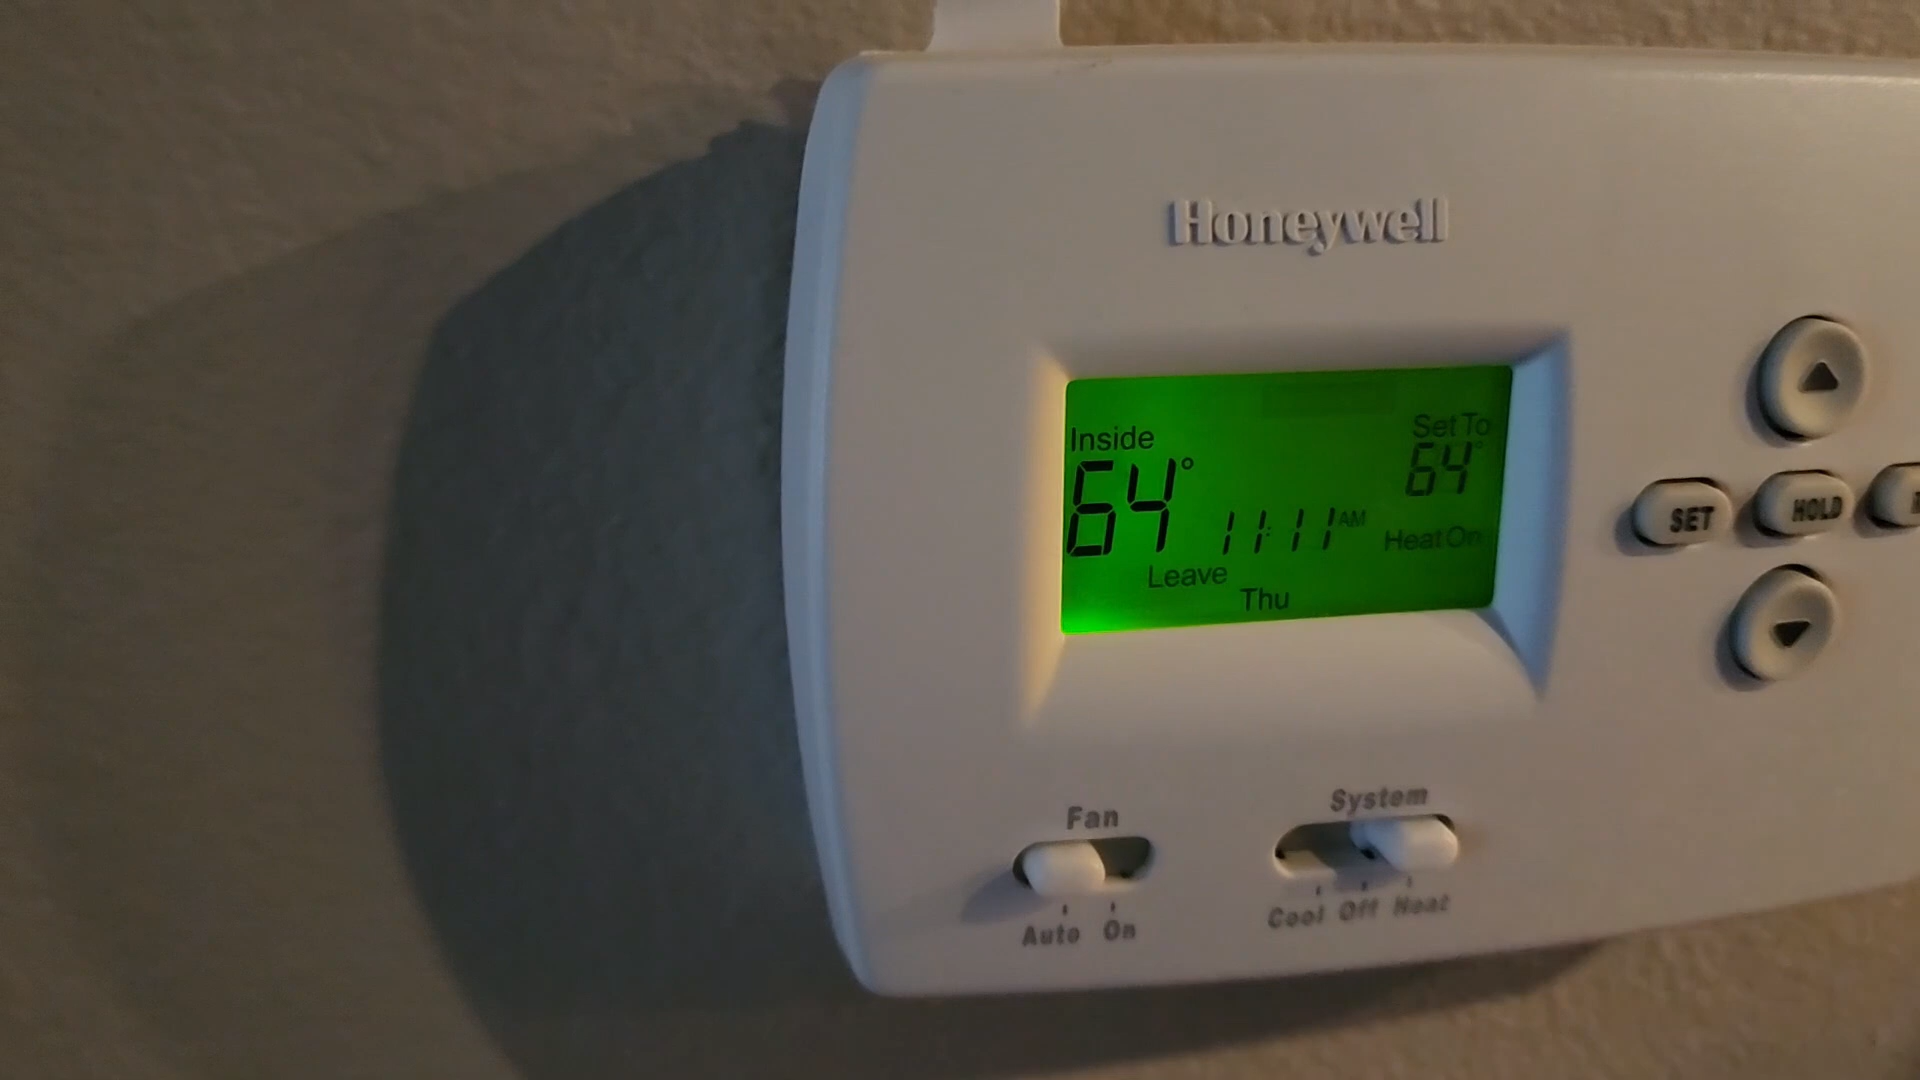 Honeywell
Inside
Set To
64°
64°
11:11 AM
Heat On
Leave
Thu
SET
HOLD
Fan
System
Auto On
Cool Off Heat